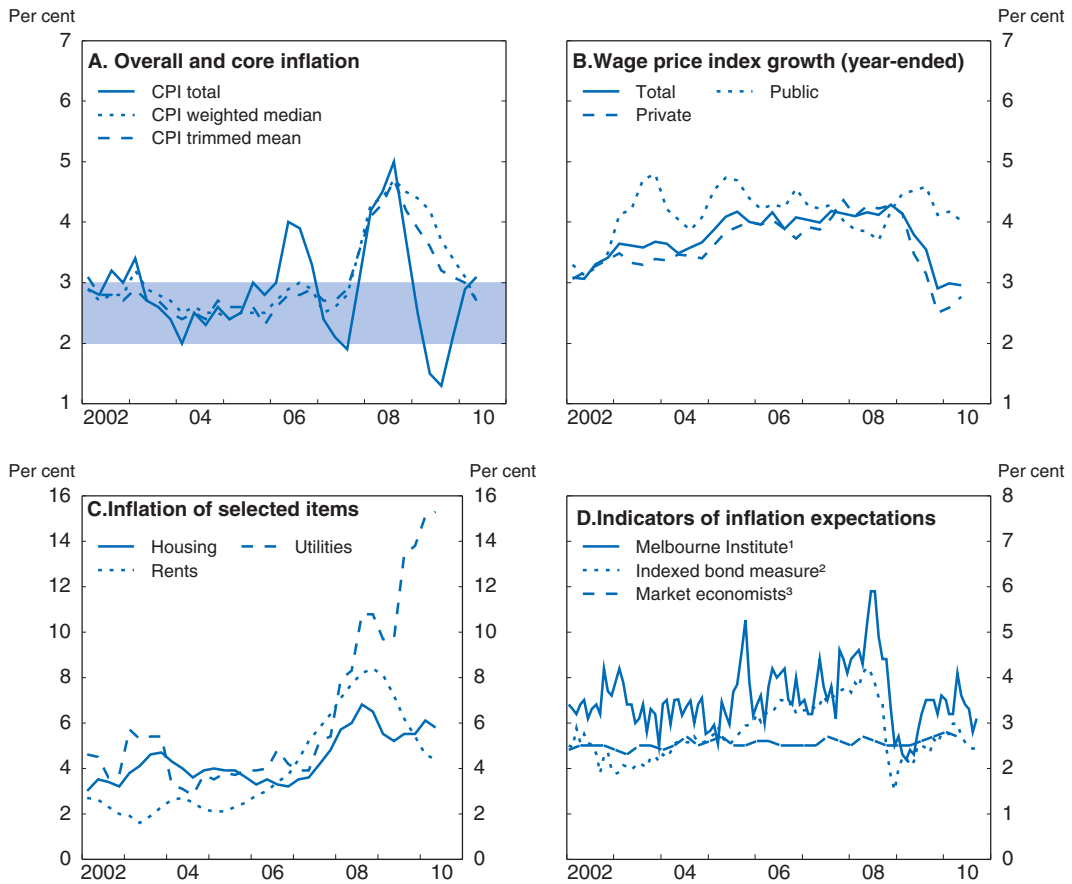 Per cent
Per cent
7
6
5
4
3
2
1
A. Overall and core inflation
CPI total
CPI weighted median
CPI trimmed mean
2002 04 06 08 10
7
6
5
4
3
2
1
B.Wage price index growth (year-ended)
Total Public
Private
2002 04 06 08 10
Per cent
Per cent
Per cent
16
14
12
10
8
6
4
2
0
C.Inflation of selected items
Housing Utilities
Rents
16
14
12
10
8
6
4
2
0
2002 04 06 08 10
8
7
6
5
4
3
2
1
0
D.Indicators of inflation expectations
Melbourne Institute¹
Indexed bond measure²
Market economists³
2002 04 06 08 10